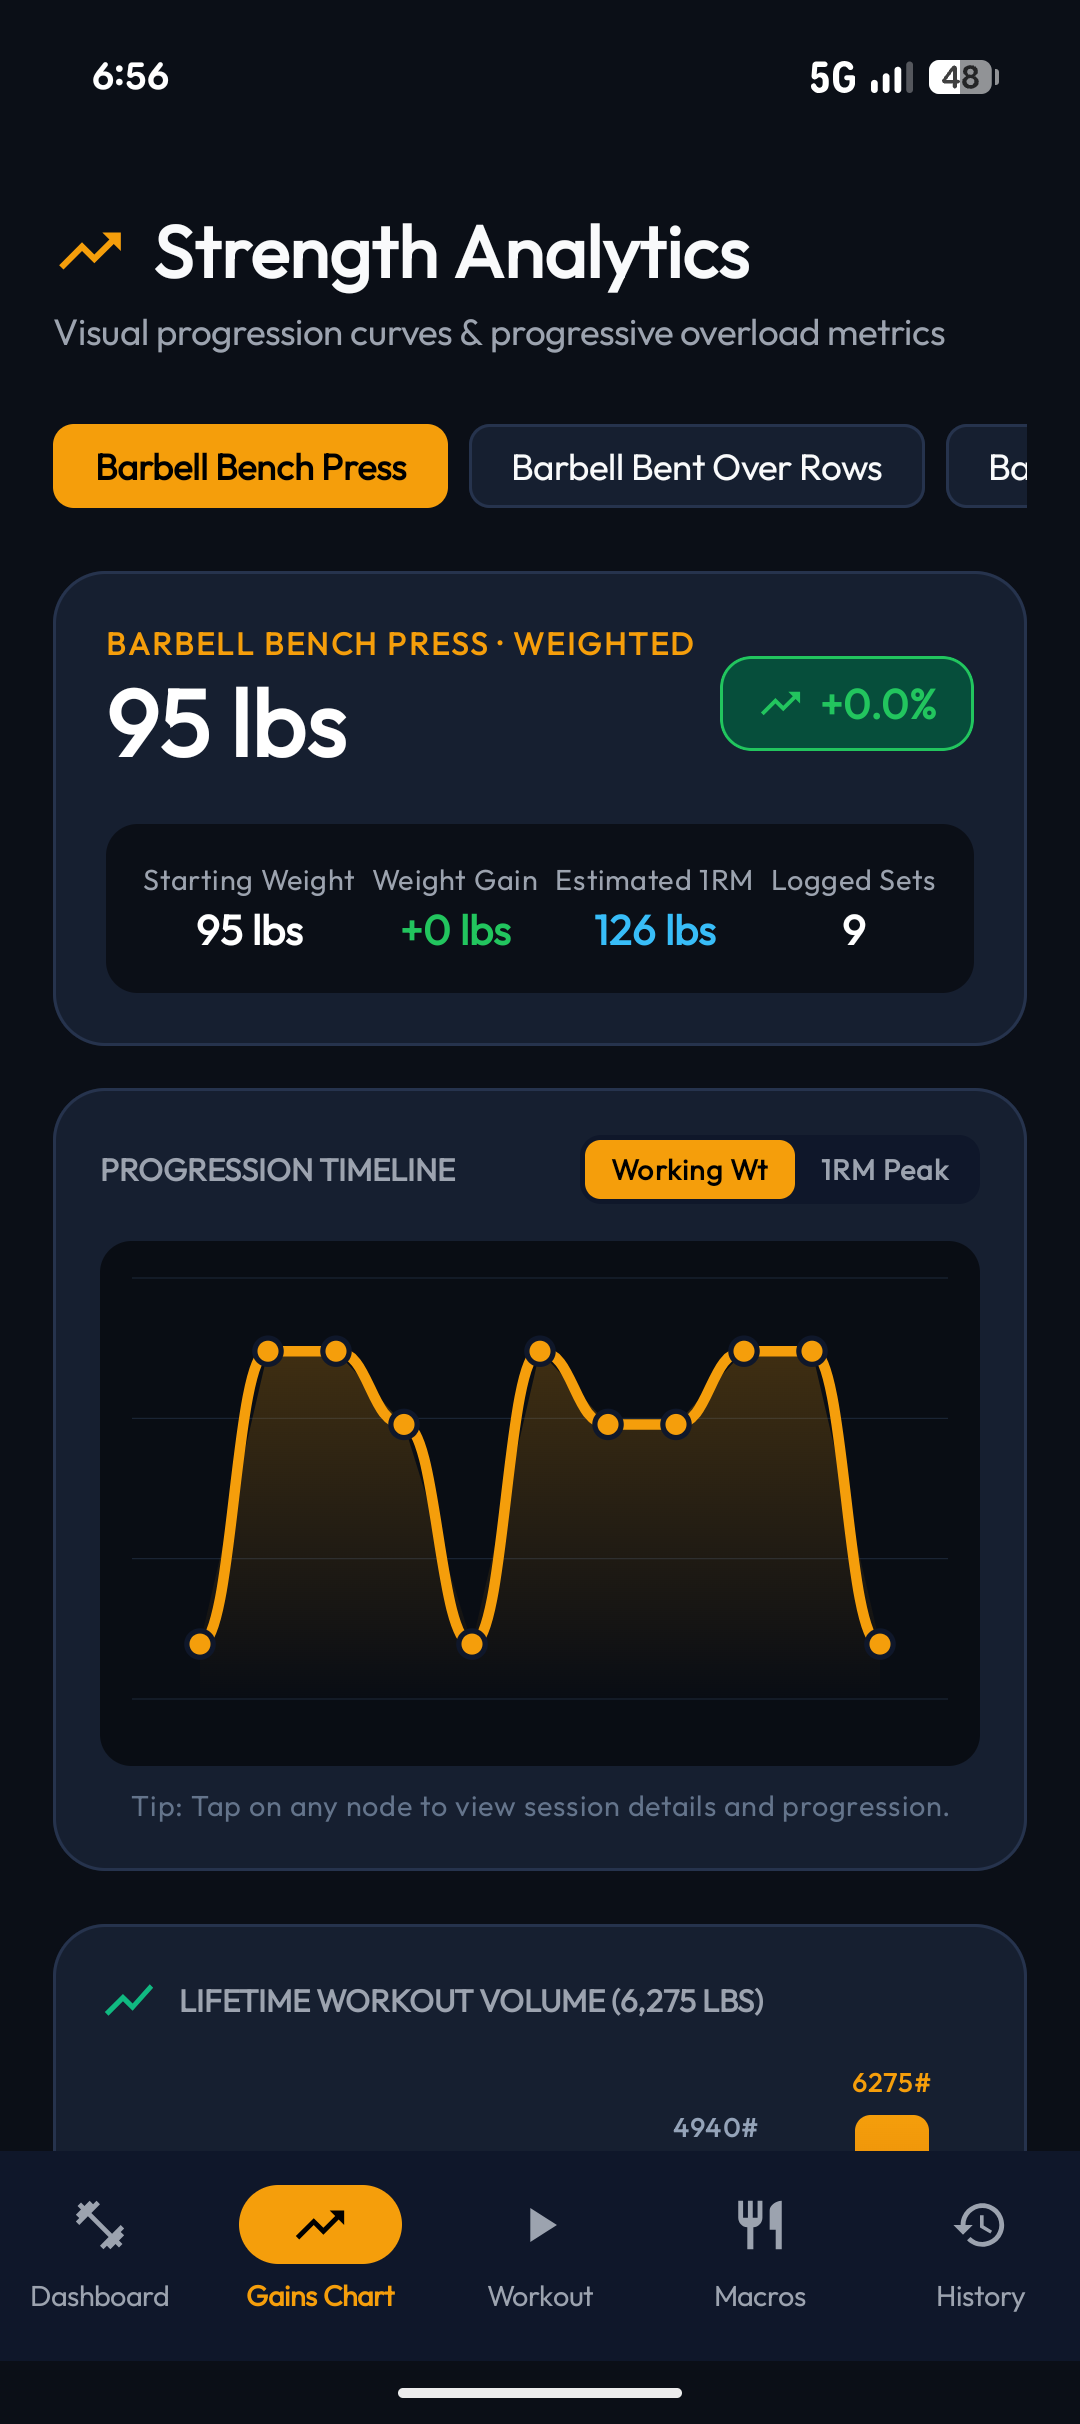 6:56
5G
48
Strength Analytics
Visual progression curves & progressive overload metrics
Barbell Bench Press
Barbell Bent Over Rows
Ba
BARBELL BENCH PRESS · WEIGHTED
95 lbs
+0.0%
Starting Weight Weight Gain Estimated 1RM Logged Sets
95 lbs +0 lbs 126 lbs 9
PROGRESSION TIMELINE
Working Wt
1RM Peak
Tip: Tap on any node to view session details and progression.
LIFETIME WORKOUT VOLUME (6,275 LBS)
6275#
4940#
Dashboard
Gains Chart
Workout
Macros
History